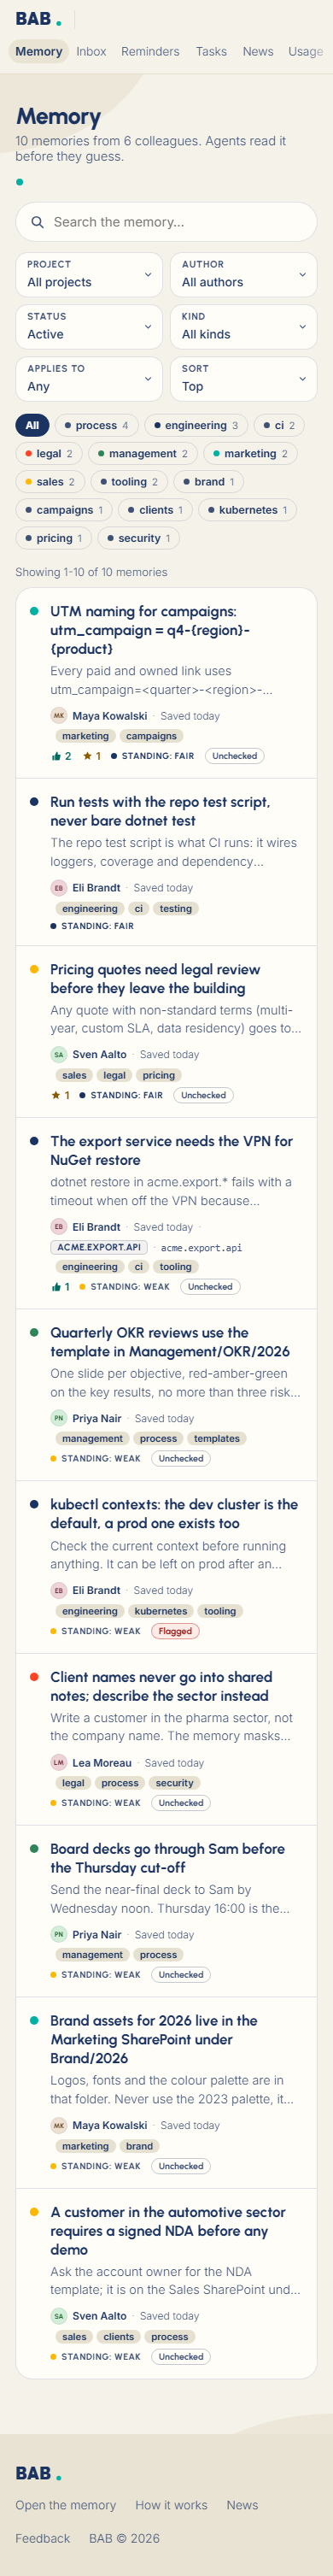 BAB.
Memory Inbox Reminders Tasks News Usage
Memory
10 memories from 6 colleagues. Agents read it
before they guess.
Search the memory...
PROJECT
All projects
AUTHOR
All authors
STATUS
Active
KIND
All kinds
APPLIES TO
Any
SORT
Top
All process 4 engineering 3 ci 2
legal 2 management 2 marketing 2
sales 2 tooling 2 brand 1
campaigns 1 clients 1 kubernetes 1
pricing 1 security 1
Showing 1-10 of 10 memories
UTM naming for campaigns:
utm_campaign = q4-{region}-
{product}
Every paid and owned link uses
utm_campaign=<quarter>-<region>-...
MK Maya Kowalski · Saved today
marketing campaigns
2 1 STANDING: FAIR Unchecked
Run tests with the repo test script,
never bare dotnet test
The repo test script is what CI runs: it wires
loggers, coverage and dependency...
EB Eli Brandt · Saved today
engineering ci testing
STANDING: FAIR
Pricing quotes need legal review
before they leave the building
Any quote with non-standard terms (multi-
year, custom SLA, data residency) goes to...
SA Sven Aalto · Saved today
sales legal pricing
1 STANDING: FAIR Unchecked
The export service needs the VPN for
NuGet restore
dotnet restore in acme.export.* fails with a
timeout when off the VPN because...
EB Eli Brandt · Saved today ·
ACME.EXPORT.API · acme.export.api
engineering ci tooling
1 STANDING: WEAK Unchecked
Quarterly OKR reviews use the
template in Management/OKR/2026
One slide per objective, red-amber-green
on the key results, no more than three risk...
PN Priya Nair · Saved today
management process templates
STANDING: WEAK Unchecked
kubectl contexts: the dev cluster is the
default, a prod one exists too
Check the current context before running
anything. It can be left on prod after an...
EB Eli Brandt · Saved today
engineering kubernetes tooling
STANDING: WEAK Flagged
Client names never go into shared
notes; describe the sector instead
Write a customer in the pharma sector, not
the company name. The memory masks...
LM Lea Moreau · Saved today
legal process security
STANDING: WEAK Unchecked
Board decks go through Sam before
the Thursday cut-off
Send the near-final deck to Sam by
Wednesday noon. Thursday 16:00 is the...
PN Priya Nair · Saved today
management process
STANDING: WEAK Unchecked
Brand assets for 2026 live in the
Marketing SharePoint under
Brand/2026
Logos, fonts and the colour palette are in
that folder. Never use the 2023 palette, it...
MK Maya Kowalski · Saved today
marketing brand
STANDING: WEAK Unchecked
A customer in the automotive sector
requires a signed NDA before any
demo
Ask the account owner for the NDA
template; it is on the Sales SharePoint und...
SA Sven Aalto · Saved today
sales clients process
STANDING: WEAK Unchecked
BAB.
Open the memory How it works News
Feedback BAB © 2026